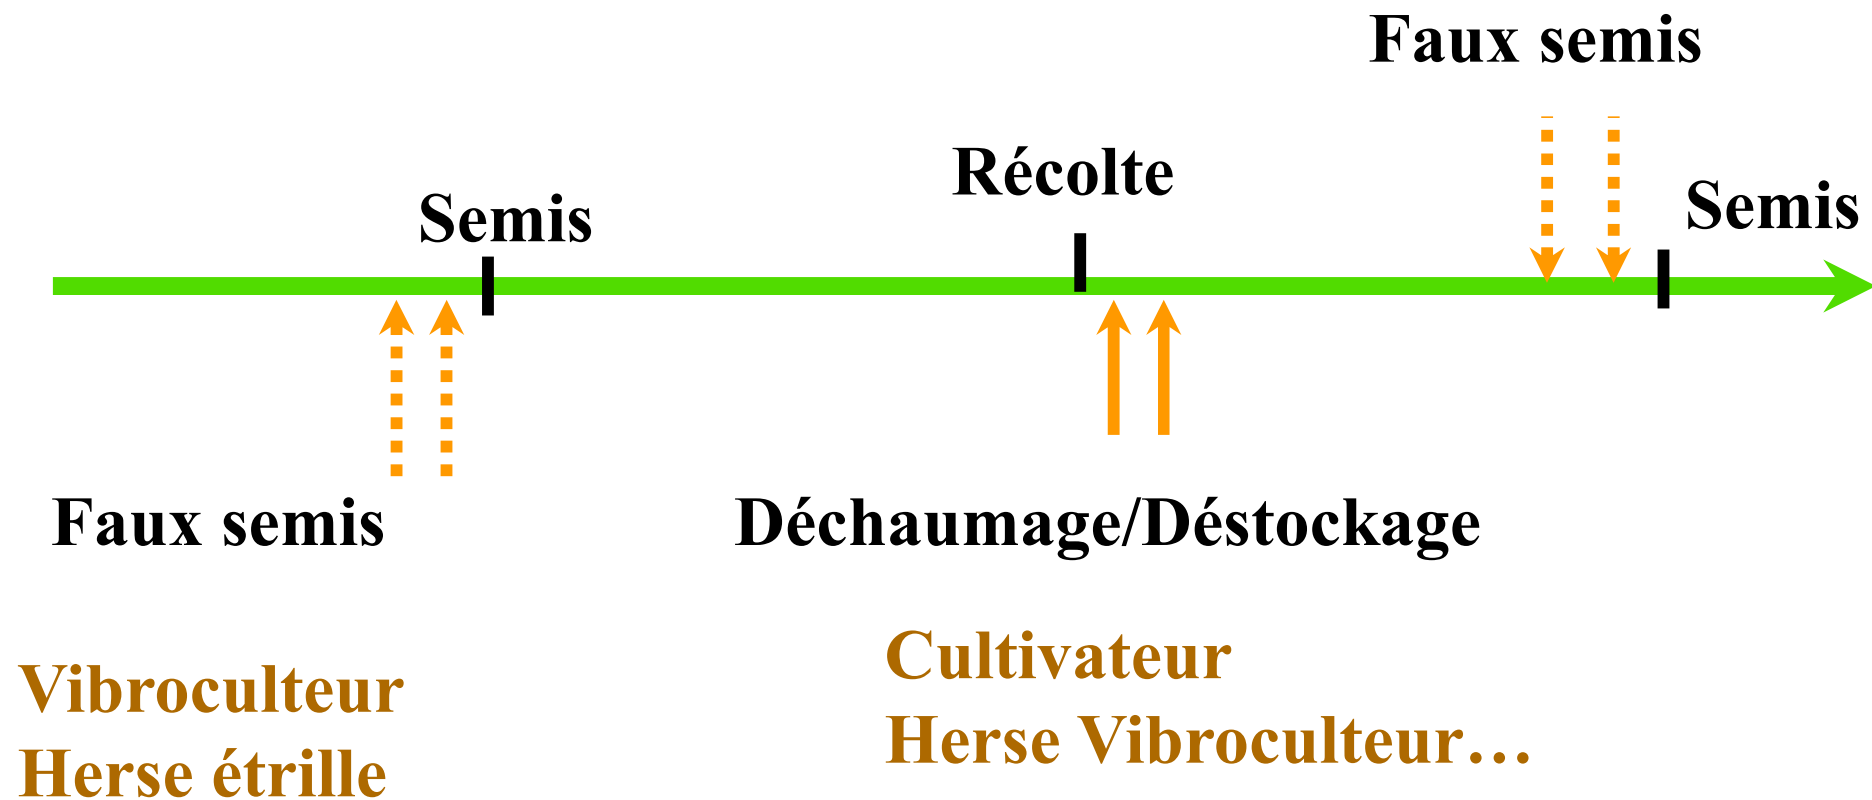 Faux semis
Récolte
Semis
Semis
Faux semis
Déchaumage/Déstockage
Vibroculteur
Herse étrille
Cultivateur
Herse Vibroculteur…